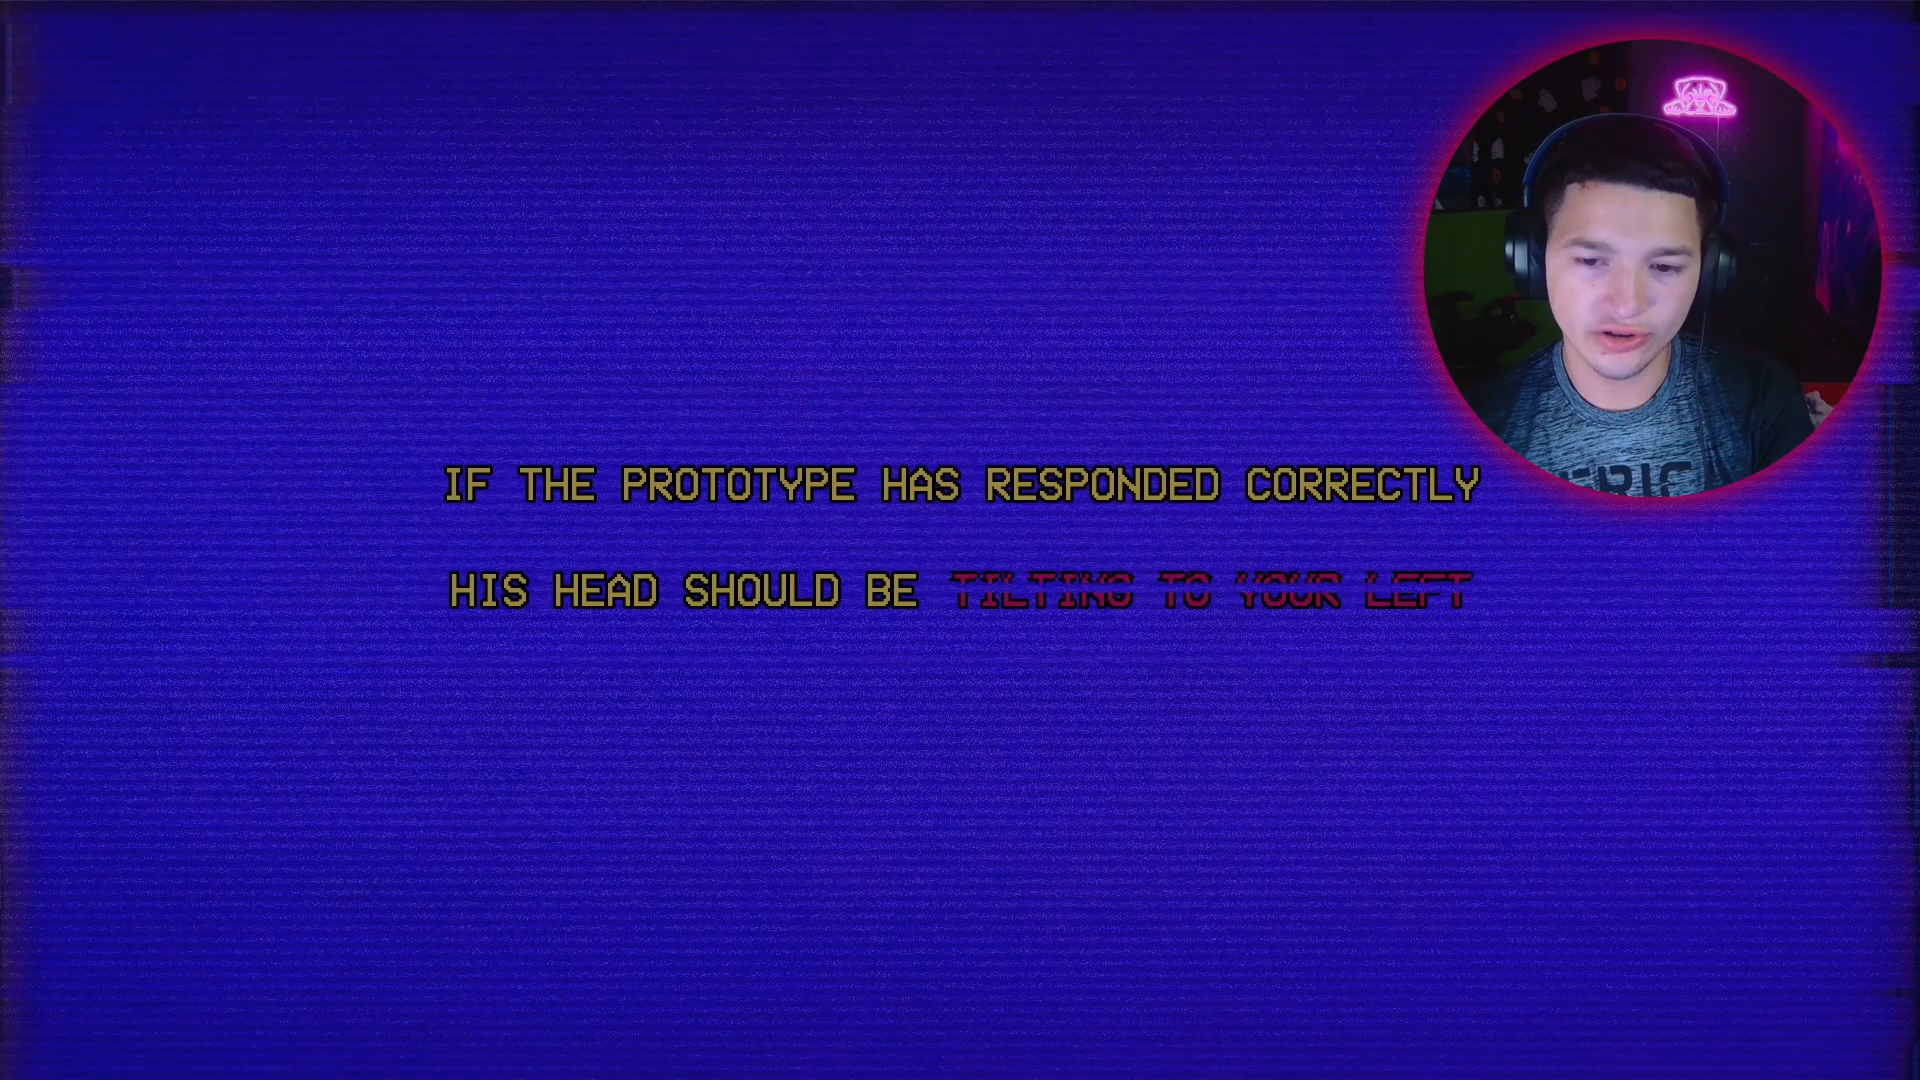 IF THE PROTOTYPE HAS RESPONDED CORRECTLY
HIS HEAD SHOULD BE TILTING TO YOUR LEFT